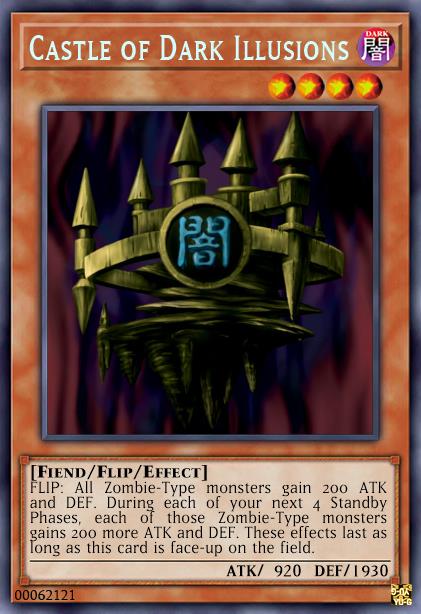 Castle of Dark Illusions
DARK
闇
闇
[Fiend/Flip/Effect]
FLIP: All Zombie-Type monsters gain 200 ATK
and DEF. During each of your next 4 Standby
Phases, each of those Zombie-Type monsters
gains 200 more ATK and DEF. These effects last as
long as this card is face-up on the field.
ATK/ 920 DEF/1930
00062121